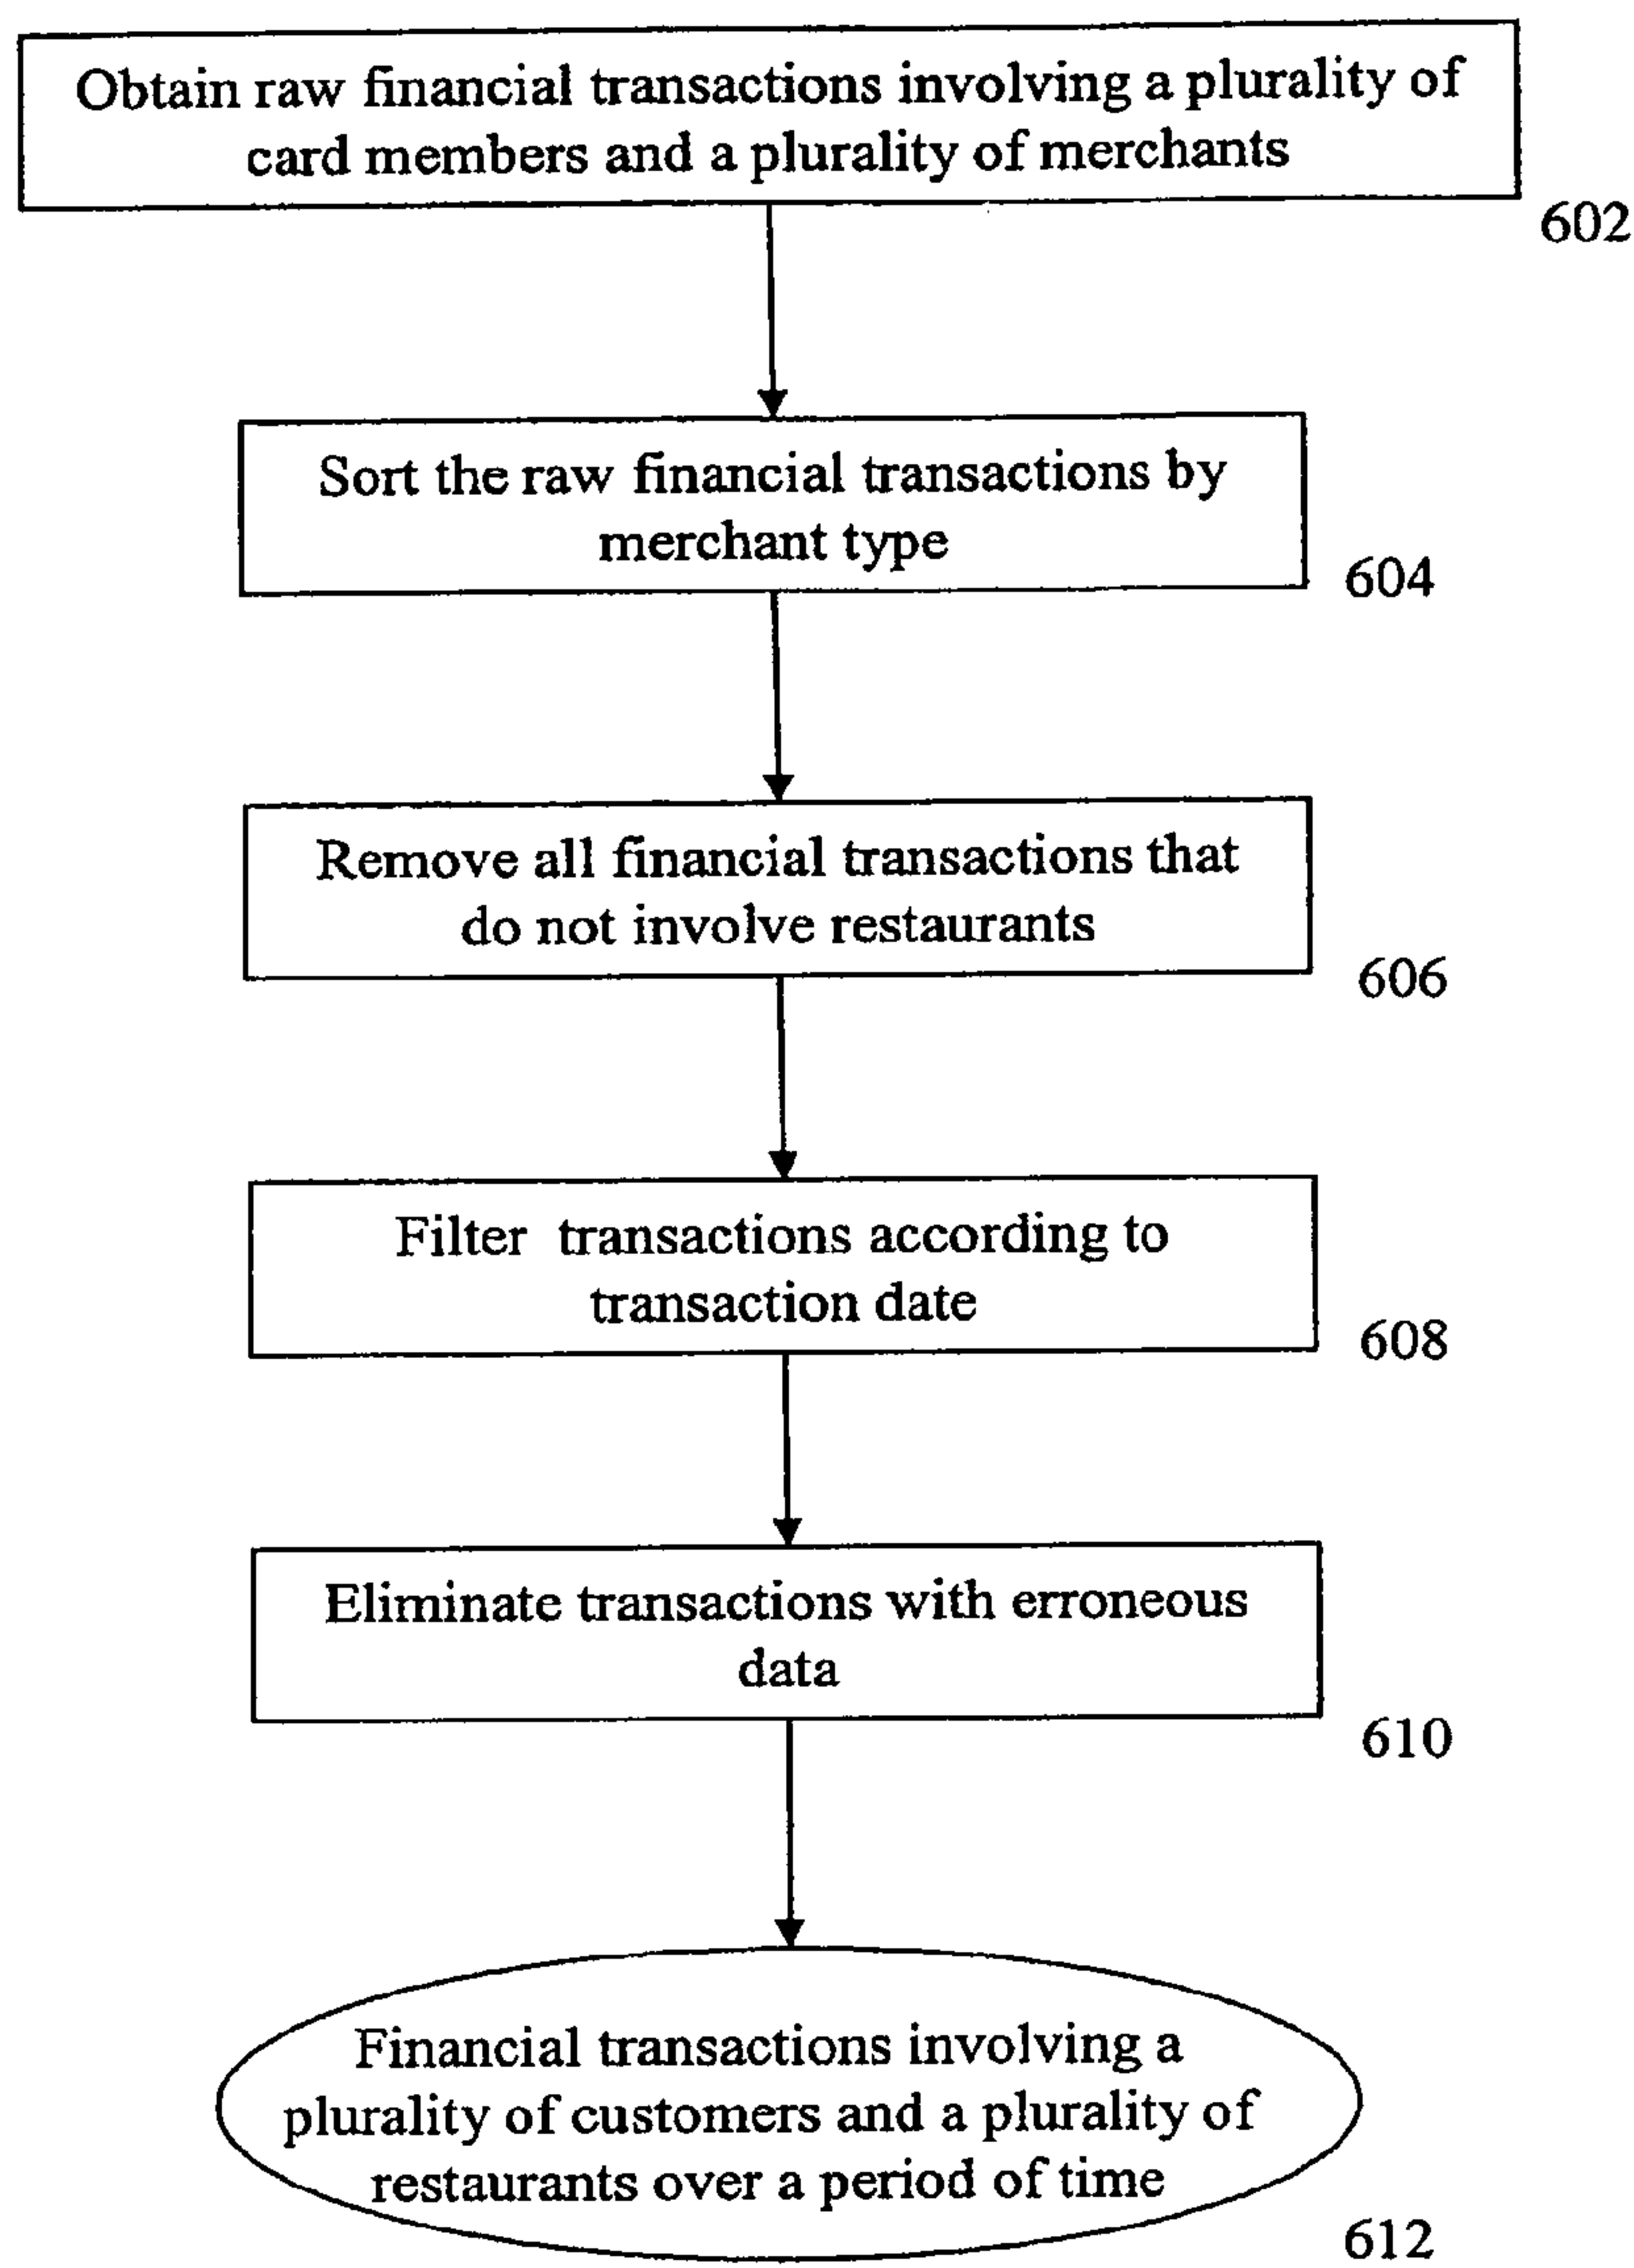 Obtain raw financial transactions involving a plurality of
card members and a plurality of merchants
602
Sort the raw financial transactions by
merchant type
604
Remove all financial transactions that
do not involve restaurants
606
Filter transactions according to
transaction date
608
Eliminate transactions with erroneous
data
610
Financial transactions involving a
plurality of customers and a plurality of
restaurants over a period of time
612